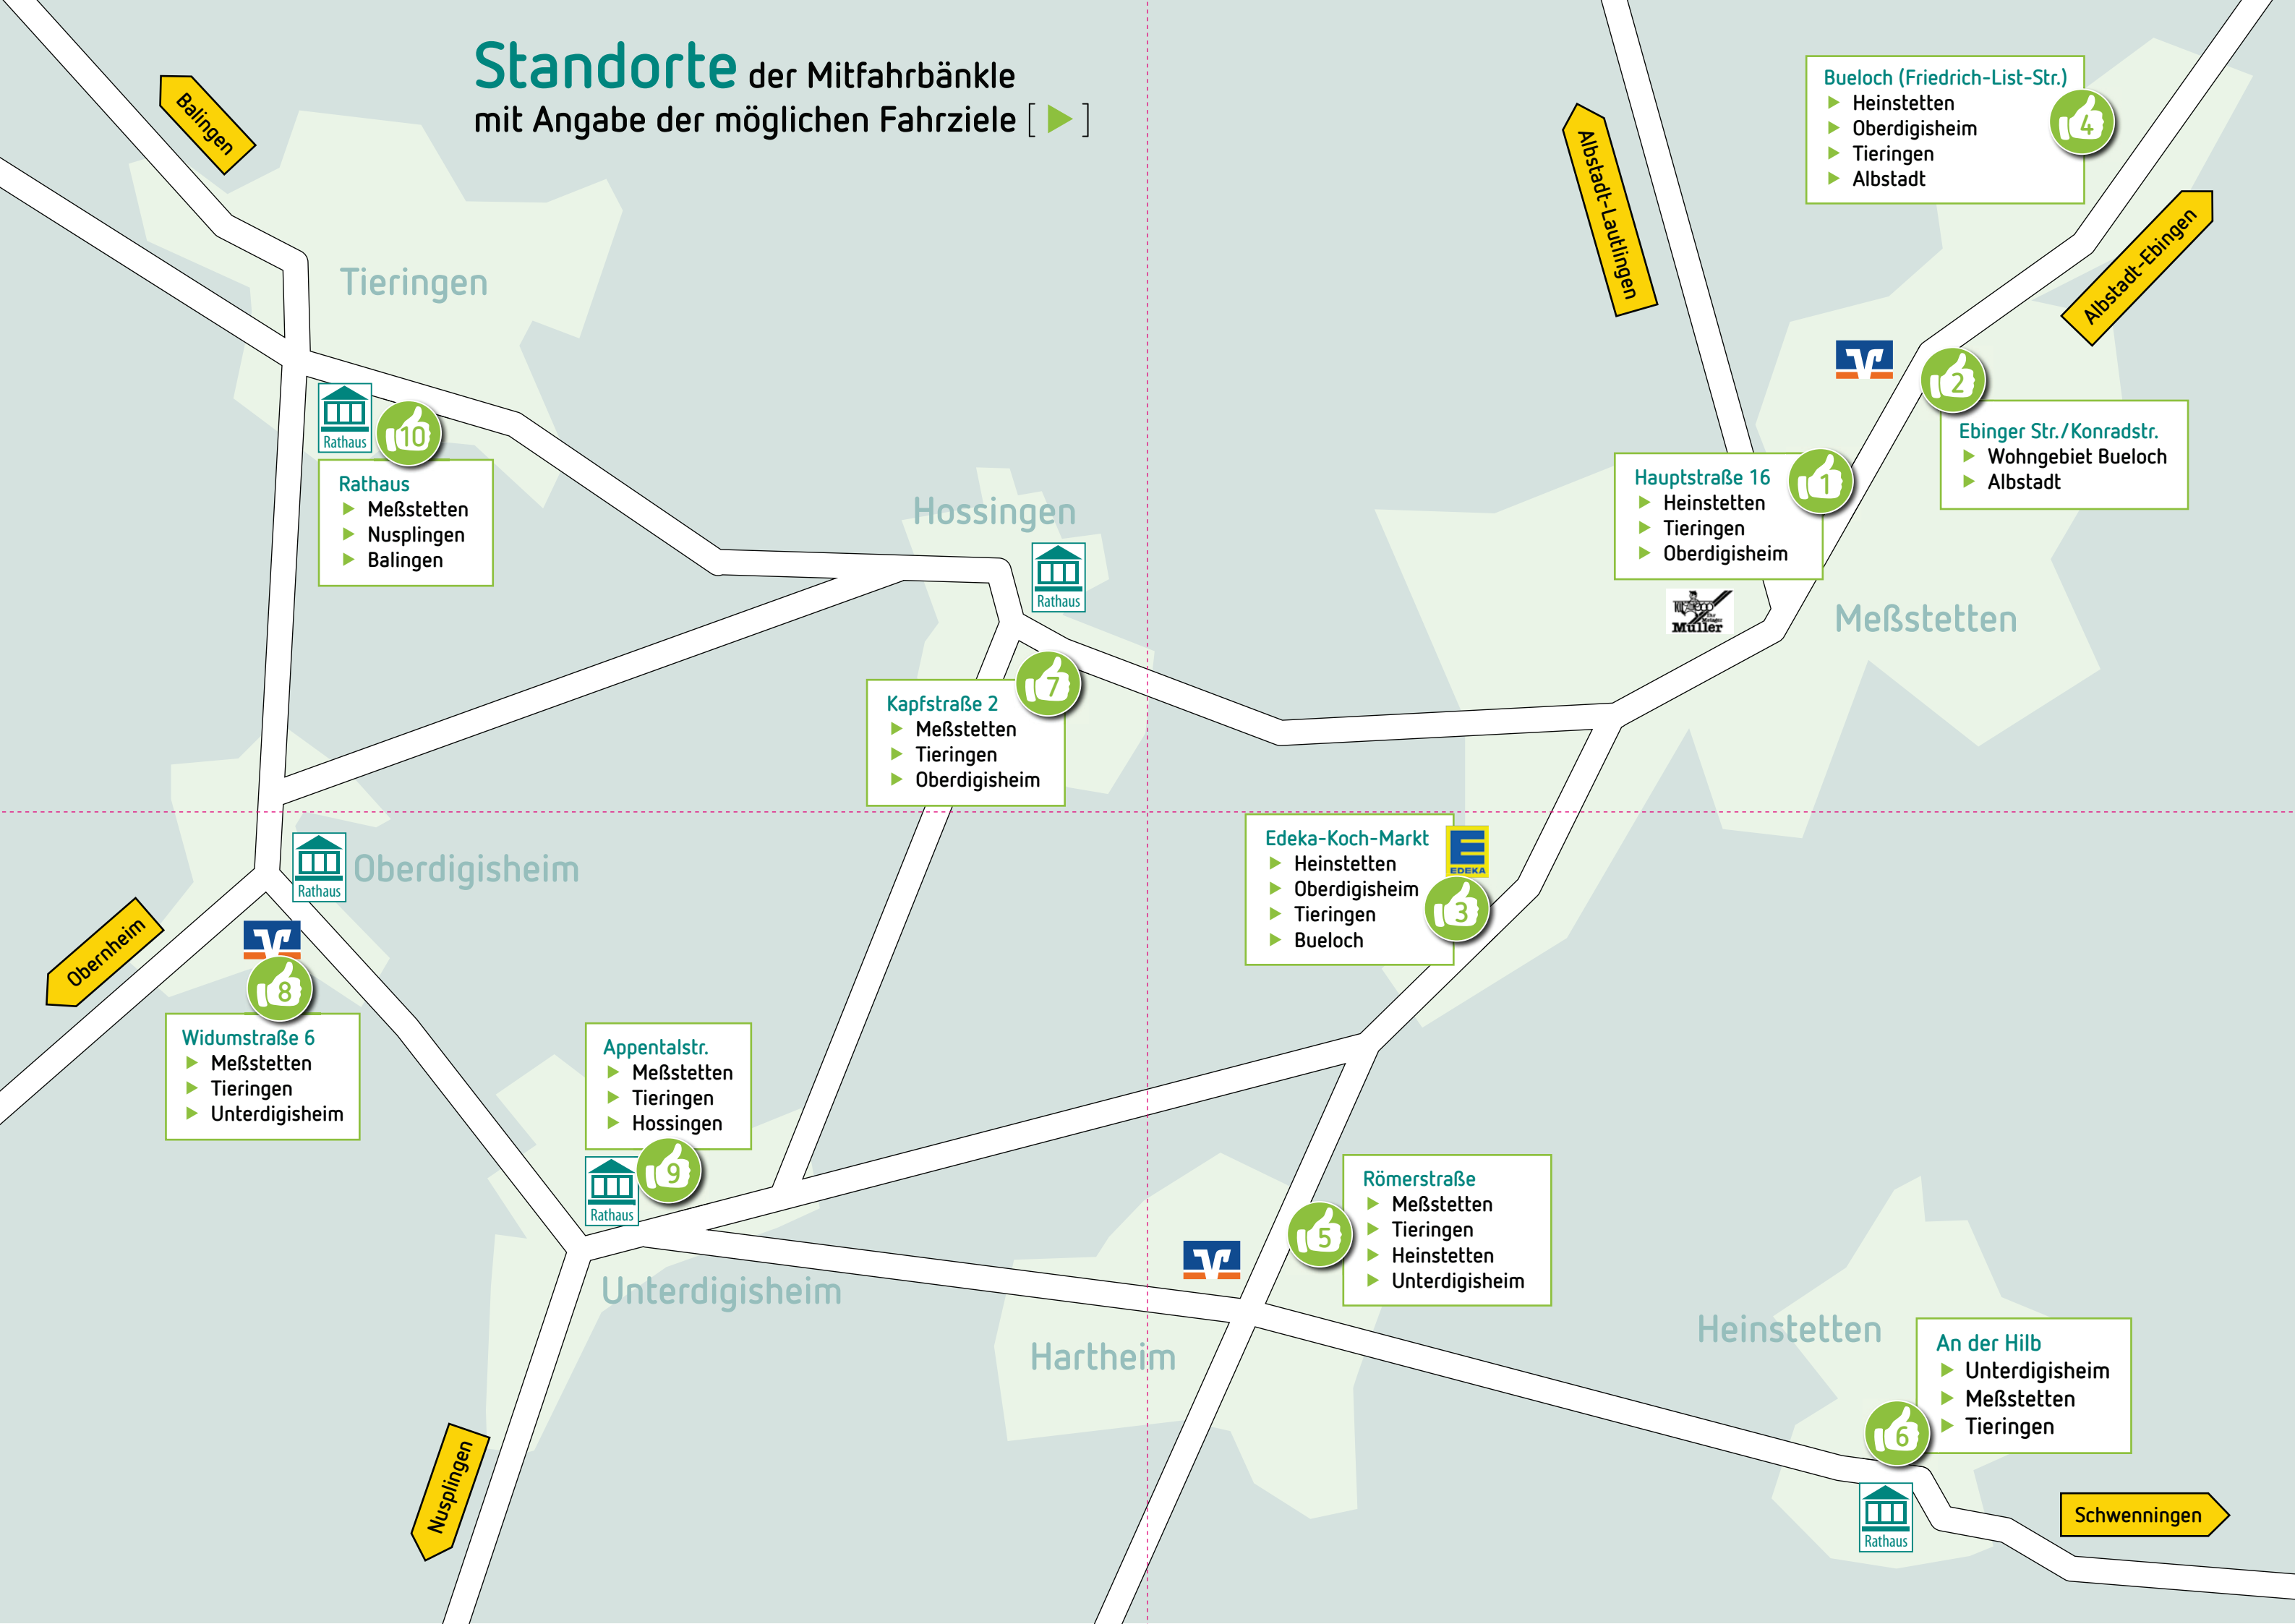 Standorte der Mitfahrbänkle
mit Angabe der möglichen Fahrziele [ ▶ ]
Balingen
Tieringen
Rathaus
10
Rathaus
Meßstetten
Nusplingen
Balingen
Hossingen
Rathaus
7
Kapfstraße 2
Meßstetten
Tieringen
Oberdigisheim
Albstadt-Lautlingen
Bueloch (Friedrich-List-Str.)
Heinstetten
Oberdigisheim
Tieringen
Albstadt
4
Albstadt-Ebingen
2
Ebinger Str./Konradstr.
Wohngebiet Bueloch
Albstadt
1
Hauptstraße 16
Heinstetten
Tieringen
Oberdigisheim
Müller
Meßstetten
Rathaus
Oberdigisheim
Obernheim
8
Widumstraße 6
Meßstetten
Tieringen
Unterdigisheim
Edeka-Koch-Markt
Heinstetten
Oberdigisheim
Tieringen
Bueloch
E
EDEKA
3
Appentalstr.
Meßstetten
Tieringen
Hossingen
9
Rathaus
Unterdigisheim
Nusplingen
5
Römerstraße
Meßstetten
Tieringen
Heinstetten
Unterdigisheim
Hartheim
Heinstetten
An der Hilb
Unterdigisheim
Meßstetten
Tieringen
6
Rathaus
Schwenningen